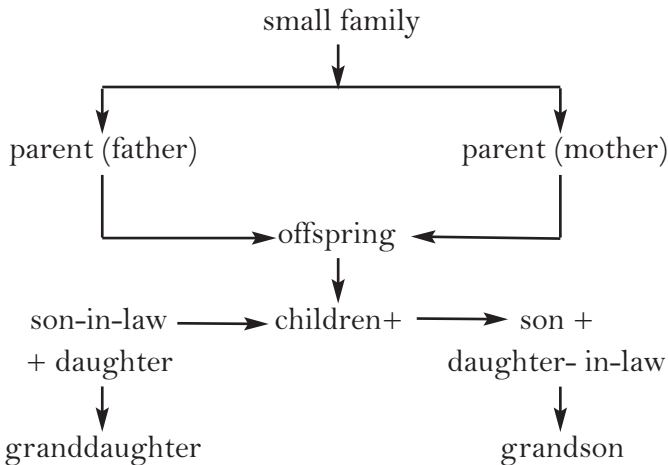 small family
parent (father) parent (mother)
offspring
son-in-law children+ son +
+ daughter daughter- in-law
granddaughter grandson